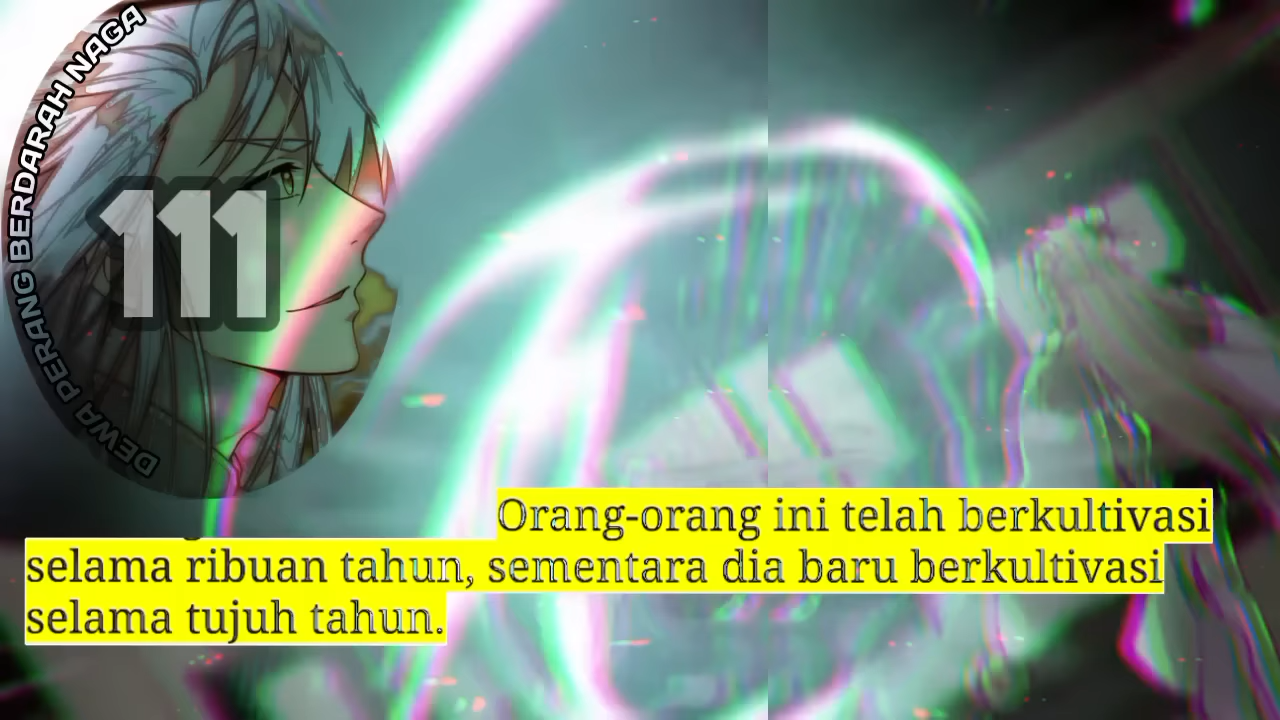 DEWA PERANG BERDARAH NAGA
111
Orang-orang ini telah berkultivasi
selama ribuan tahun, sementara dia baru berkultivasi
selama tujuh tahun.